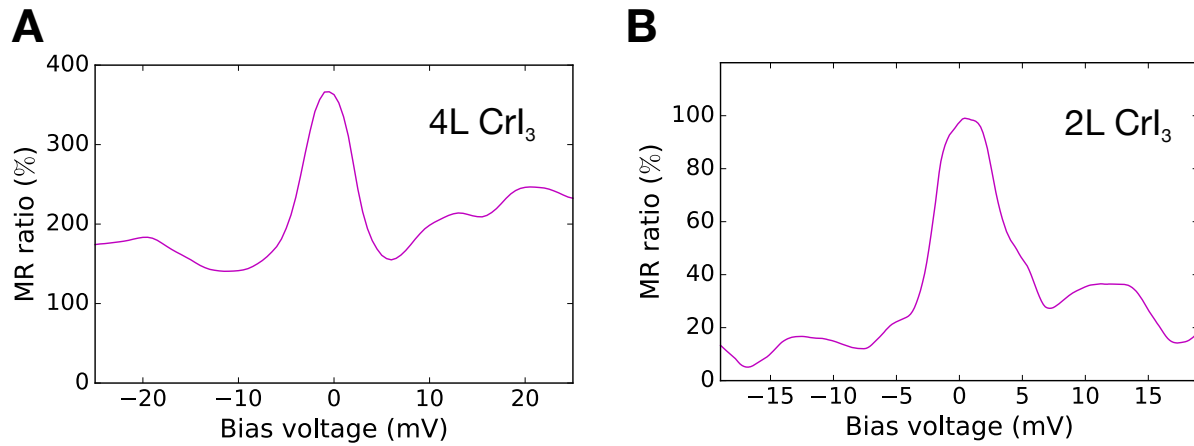 A
400
300
200
100
0
MR ratio (%)
4L CrI₃
−20 −10 0 10 20
Bias voltage (mV)
B
100
80
60
40
20
0
MR ratio (%)
2L CrI₃
−15 −10 −5 0 5 10 15
Bias voltage (mV)